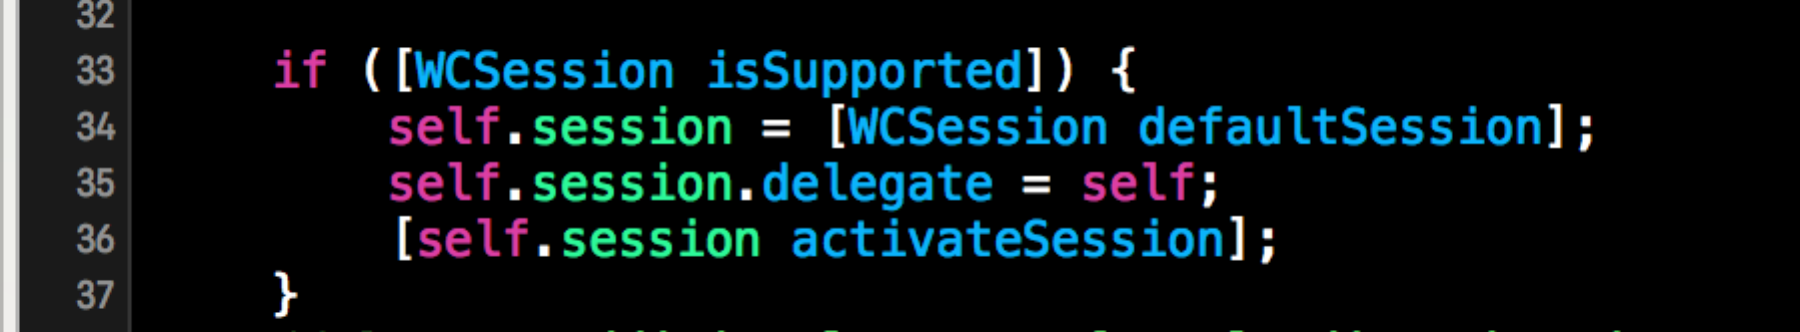 32
33 if ([WCSession isSupported]) {
34 self.session = [WCSession defaultSession];
35 self.session.delegate = self;
36 [self.session activateSession];
37 }